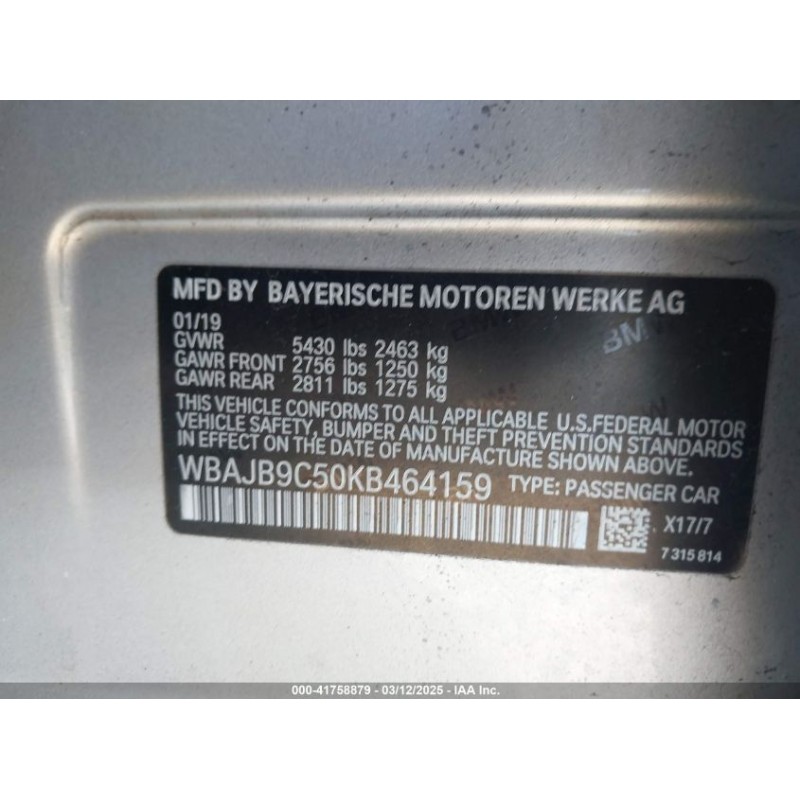 MFD BY BAYERISCHE MOTOREN WERKE AG
01/19
GVWR 5430 lbs 2463 kg
GAWR FRONT 2756 lbs 1250 kg
GAWR REAR 2811 lbs 1275 kg
THIS VEHICLE CONFORMS TO ALL APPLICABLE U.S.FEDERAL MOTOR
VEHICLE SAFETY, BUMPER AND THEFT PREVENTION STANDARDS
IN EFFECT ON THE DATE OF MANUFACTURE SHOWN ABOVE.
WBAJB9C50KB464159 TYPE: PASSENGER CAR
X17/7
7 315 814
000-41758879 - 03/12/2025 - IAA Inc.